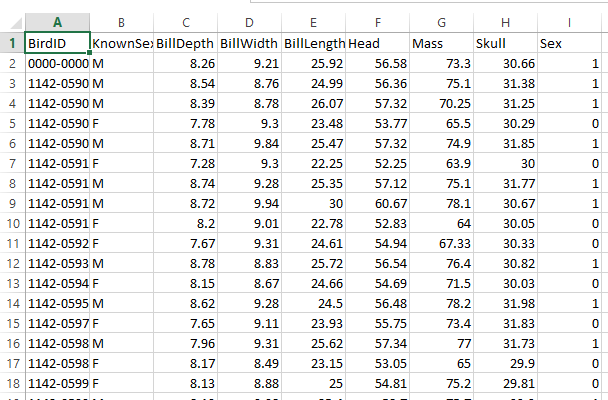 A B C D E F G H I
1 BirdID KnownSex BillDepth BillWidth BillLength Head Mass Skull Sex
2 0000-0000 M 8.26 9.21 25.92 56.58 73.3 30.66 1
3 1142-0590 M 8.54 8.76 24.99 56.36 75.1 31.38 1
4 1142-0590 M 8.39 8.78 26.07 57.32 70.25 31.25 1
5 1142-0590 F 7.78 9.3 23.48 53.77 65.5 30.29 0
6 1142-0590 M 8.71 9.84 25.47 57.32 74.9 31.85 1
7 1142-0591 F 7.28 9.3 22.25 52.25 63.9 30 0
8 1142-0591 M 8.74 9.28 25.35 57.12 75.1 31.77 1
9 1142-0591 M 8.72 9.94 30 60.67 78.1 30.67 1
10 1142-0591 F 8.2 9.01 22.78 52.83 64 30.05 0
11 1142-0592 F 7.67 9.31 24.61 54.94 67.33 30.33 0
12 1142-0593 M 8.78 8.83 25.72 56.54 76.4 30.82 1
13 1142-0594 F 8.15 8.67 24.66 54.69 71.5 30.03 0
14 1142-0595 M 8.62 9.28 24.5 56.48 78.2 31.98 1
15 1142-0597 F 7.65 9.11 23.93 55.75 73.4 31.83 0
16 1142-0598 M 7.96 9.31 25.62 57.34 77 31.73 1
17 1142-0598 F 8.17 8.49 23.15 53.05 65 29.9 0
18 1142-0599 F 8.13 8.88 25 54.81 75.2 29.81 0